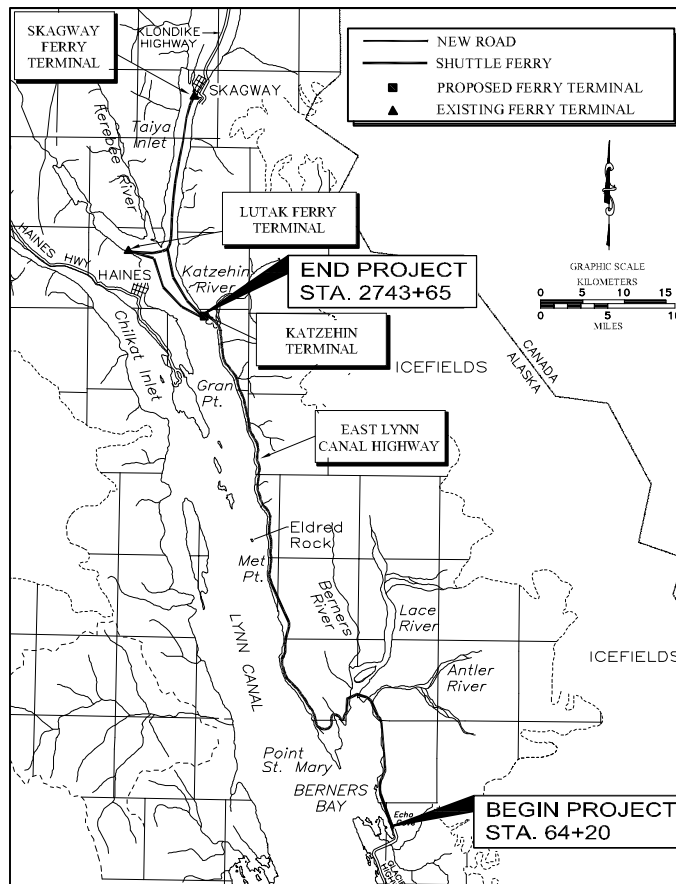 SKAGWAY
FERRY
TERMINAL
KLONDIKE
HIGHWAY
SKAGWAY
NEW ROAD
SHUTTLE FERRY
PROPOSED FERRY TERMINAL
EXISTING FERRY TERMINAL
Taiya
Inlet
Ferebee
River
LUTAK FERRY
TERMINAL
HAINES HWY
HAINES
Katzehin
River
END PROJECT
STA. 2743+65
GRAPHIC SCALE
KILOMETERS
0 5 10 15
0 5 10
MILES
KATZEHIN
TERMINAL
CANADA
ALASKA
ICEFIELDS
Chilkat Inlet
Gran
Pt.
EAST LYNN
CANAL HIGHWAY
Eldred
Rock
Met
Pt.
Berners
River
Lace
River
LYNN CANAL
Antler
River
ICEFIELDS
Point
St. Mary
BERNERS
BAY
Echo
BEGIN PROJECT
STA. 64+20